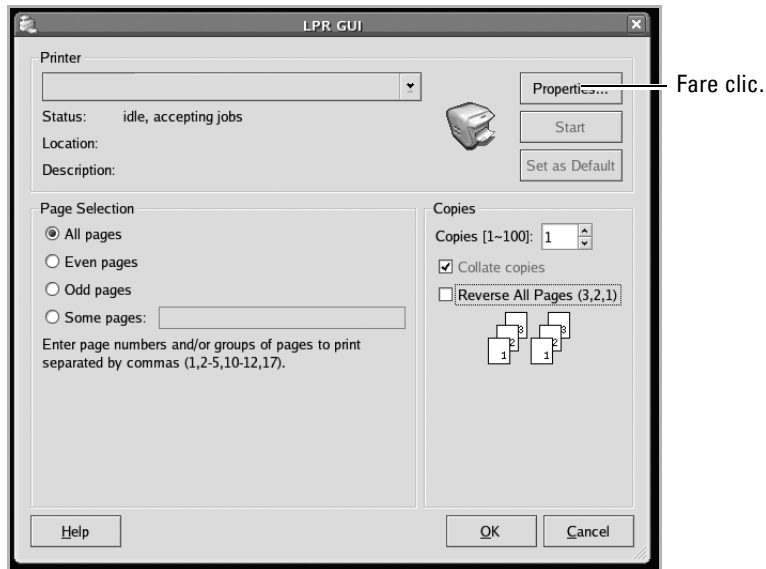 LPR GUI
Printer
Properties...
Fare clic.
Status: idle, accepting jobs
Start
Location:
Description:
Set as Default
Page Selection
All pages
Even pages
Odd pages
Some pages:
Enter page numbers and/or groups of pages to print
separated by commas (1,2-5,10-12,17).
Copies
Copies [1~100]: 1
Collate copies
Reverse All Pages (3,2,1)
3 3
2 2
1 1
Help
OK
Cancel